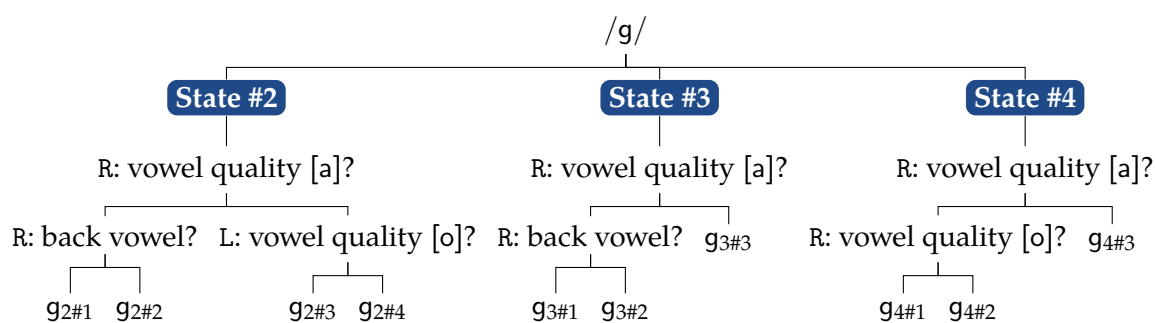 /g/
State #2 State #3 State #4
R: vowel quality [a]? R: vowel quality [a]? R: vowel quality [a]?
R: back vowel? L: vowel quality [o]? R: back vowel? g3#3 R: vowel quality [o]? g4#3
g2#1 g2#2 g2#3 g2#4 g3#1 g3#2 g4#1 g4#2